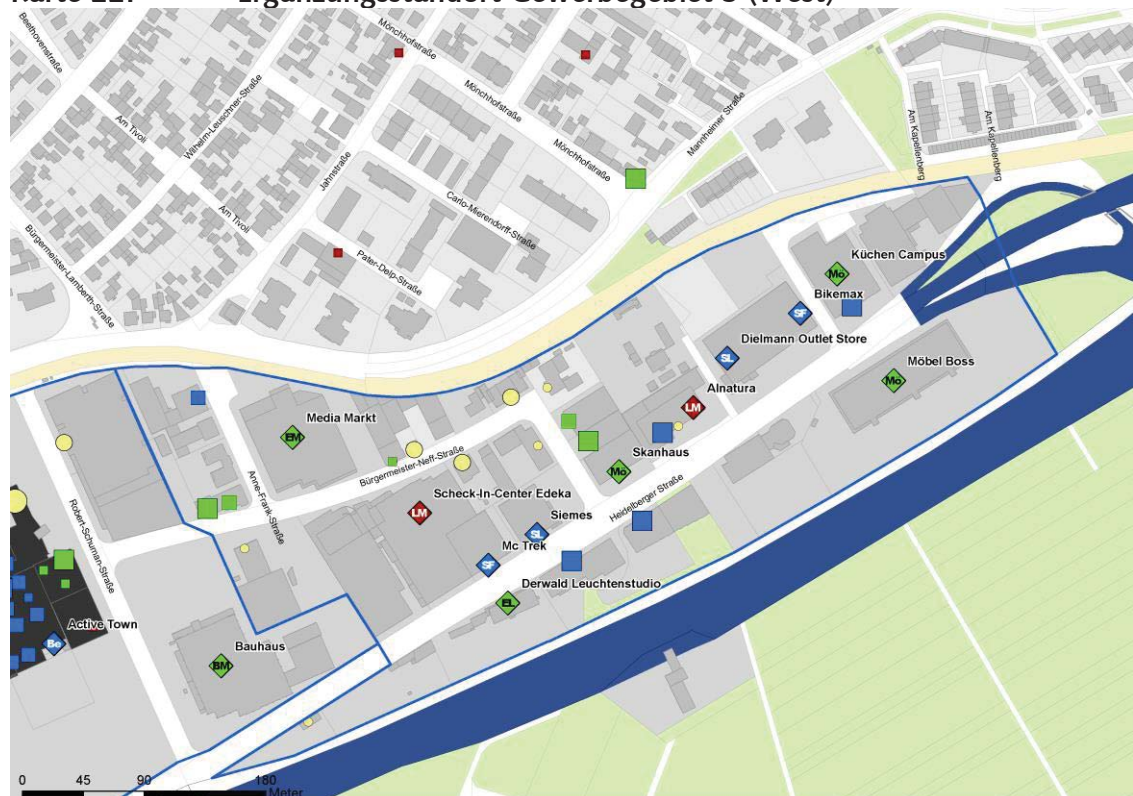 Ergänzungsstandort Gewerbegebiet 3 (West)
Beethovenstraße
Mönchhofstraße
Mönchhofstraße
Mannheimer Straße
Am Kapellenberg
Am Kapellenberg
Wilhelm-Leuschner-Straße
Am Tivoli
Jahnstraße
Mönchhofstraße
Carlo-Mierendorff-Straße
Am Tivoli
Pater-Delp-Straße
Bürgermeister-Lamberth-Straße
Küchen Campus
Mo
Bikemax
SF
Dielmann Outlet Store
SL
Möbel Boss
Mo
Alnatura
LM
Media Markt
EM
Skanhaus
Mo
Bürgermeister-Neff-Straße
Anne-Frank-Straße
Robert-Schuman-Straße
Heidelberger Straße
Scheck-In-Center Edeka
LM
Siemes
SL
Mc Trek
SF
Derwald Leuchtenstudio
EL
Active Town
Be
Bauhaus
BM
0 45 90 180
Meter